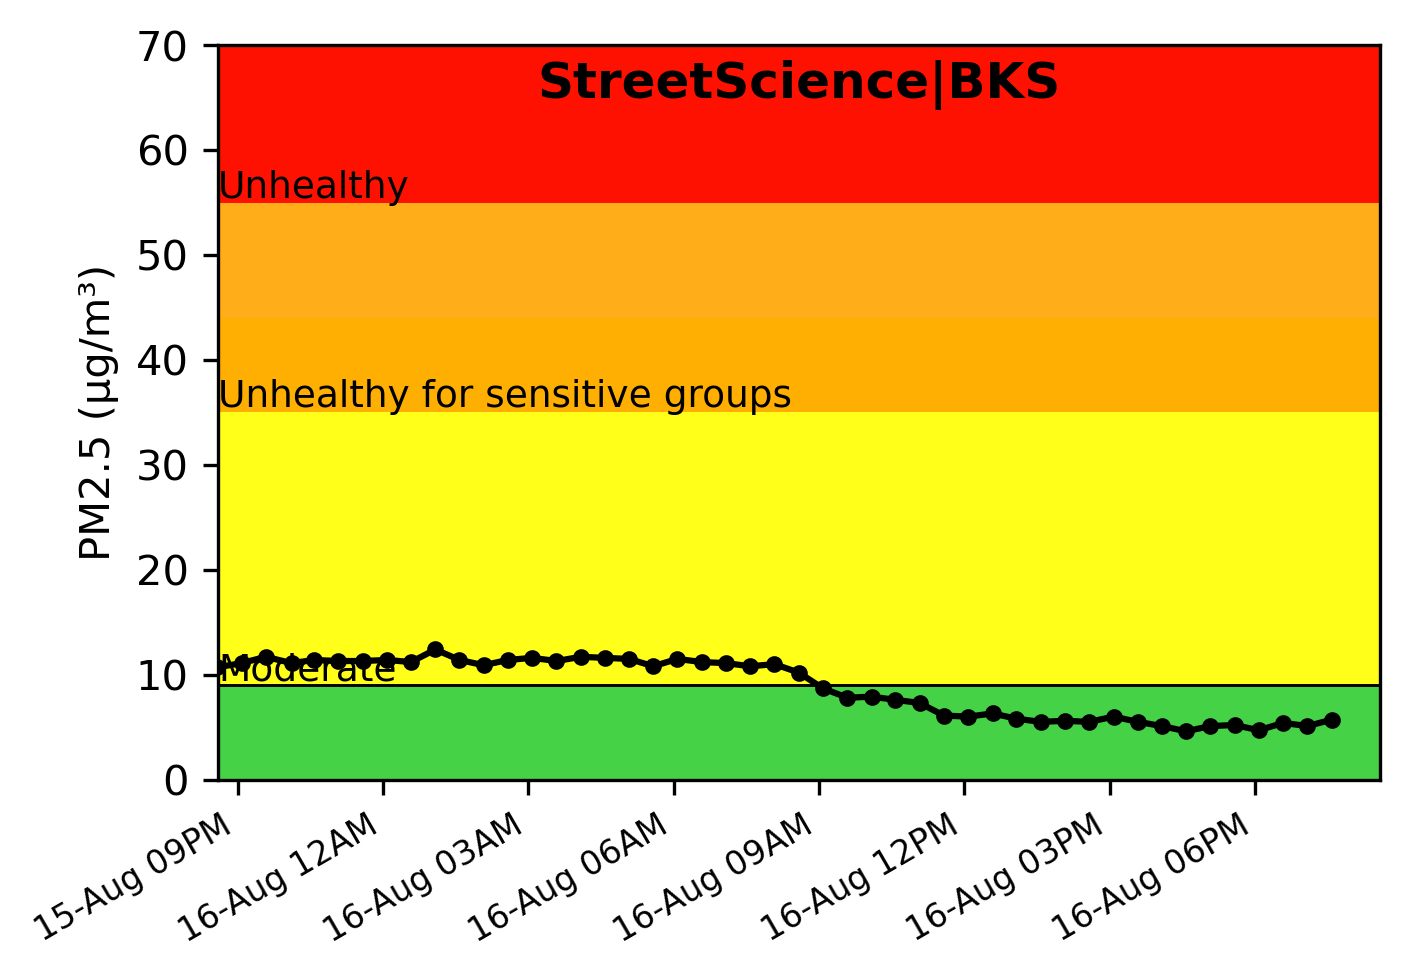 StreetScience|BKS
PM2.5 (µg/m³)
70
60
50
40
30
20
10
0
Unhealthy
Unhealthy for sensitive groups
Moderate
15-Aug 09PM
16-Aug 12AM
16-Aug 03AM
16-Aug 06AM
16-Aug 09AM
16-Aug 12PM
16-Aug 03PM
16-Aug 06PM